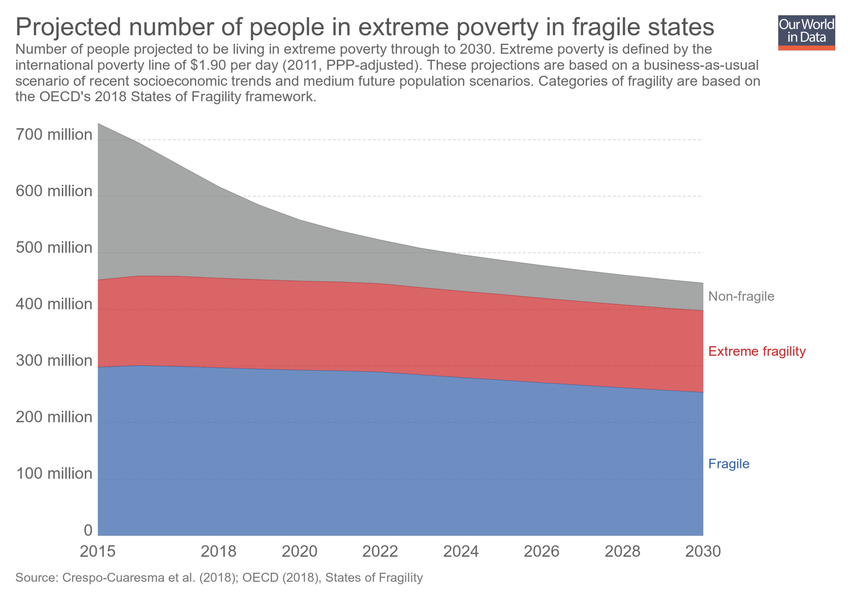 Projected number of people in extreme poverty in fragile states
Our World
in Data
Number of people projected to be living in extreme poverty through to 2030. Extreme poverty is defined by the
international poverty line of $1.90 per day (2011, PPP-adjusted). These projections are based on a business-as-usual
scenario of recent socioeconomic trends and medium future population scenarios. Categories of fragility are based on
the OECD's 2018 States of Fragility framework.
700 million
600 million
500 million
400 million
300 million
200 million
100 million
0
Non-fragile
Extreme fragility
Fragile
2015 2018 2020 2022 2024 2026 2028 2030
Source: Crespo-Cuaresma et al. (2018); OECD (2018), States of Fragility